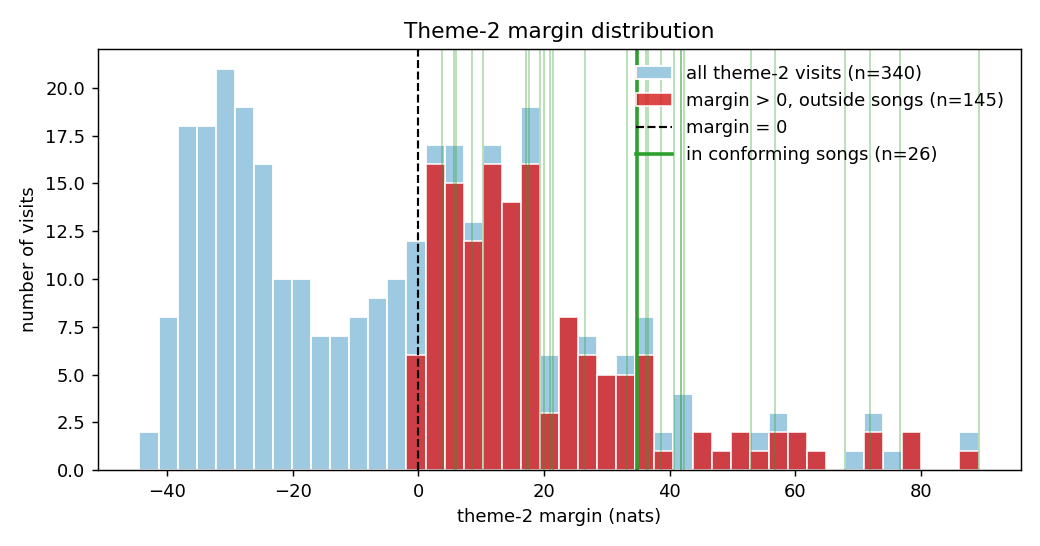 Theme-2 margin distribution
20.0
17.5
15.0
12.5
10.0
7.5
5.0
2.5
0.0
number of visits
all theme-2 visits (n=340)
margin > 0, outside songs (n=145)
margin = 0
in conforming songs (n=26)
−40
−20
0
20
40
60
80
theme-2 margin (nats)